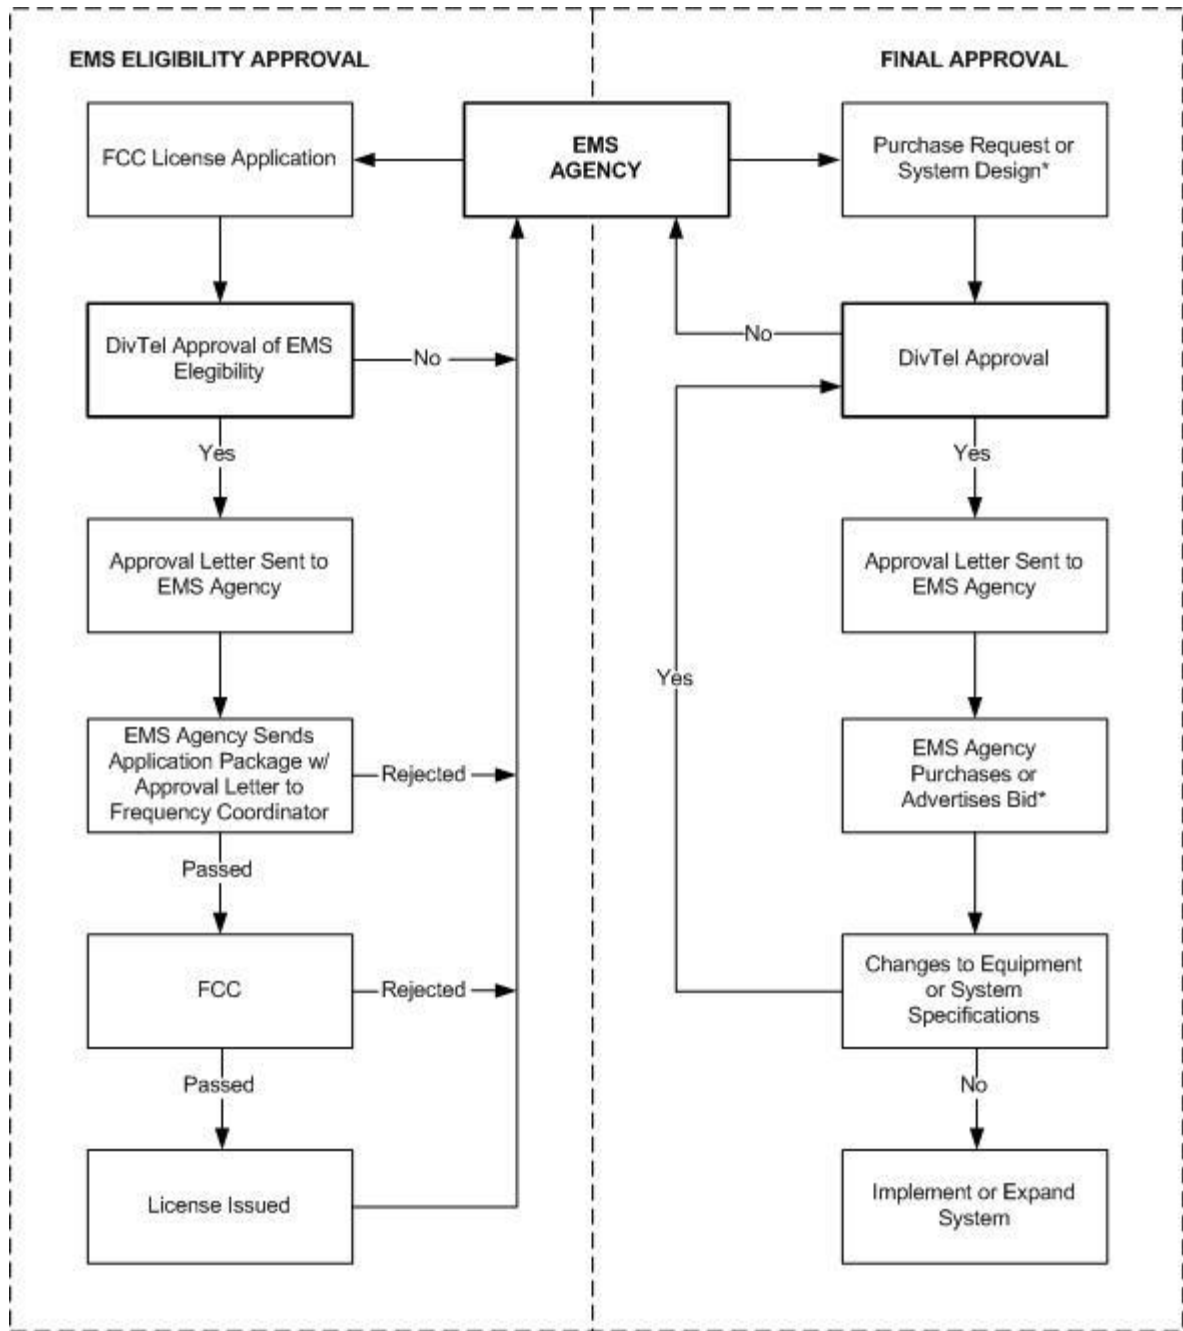 EMS ELIGIBILITY APPROVAL
FINAL APPROVAL
FCC License Application
EMS
AGENCY
Purchase Request or
System Design*
DivTel Approval of EMS
Elegibility
No
No
DivTel Approval
Yes
Yes
Approval Letter Sent to
EMS Agency
Approval Letter Sent to
EMS Agency
Yes
EMS Agency Sends
Application Package w/
Approval Letter to
Frequency Coordinator
Rejected
EMS Agency
Purchases or
Advertises Bid*
Passed
FCC
Rejected
Changes to Equipment
or System
Specifications
Passed
No
License Issued
Implement or Expand
System